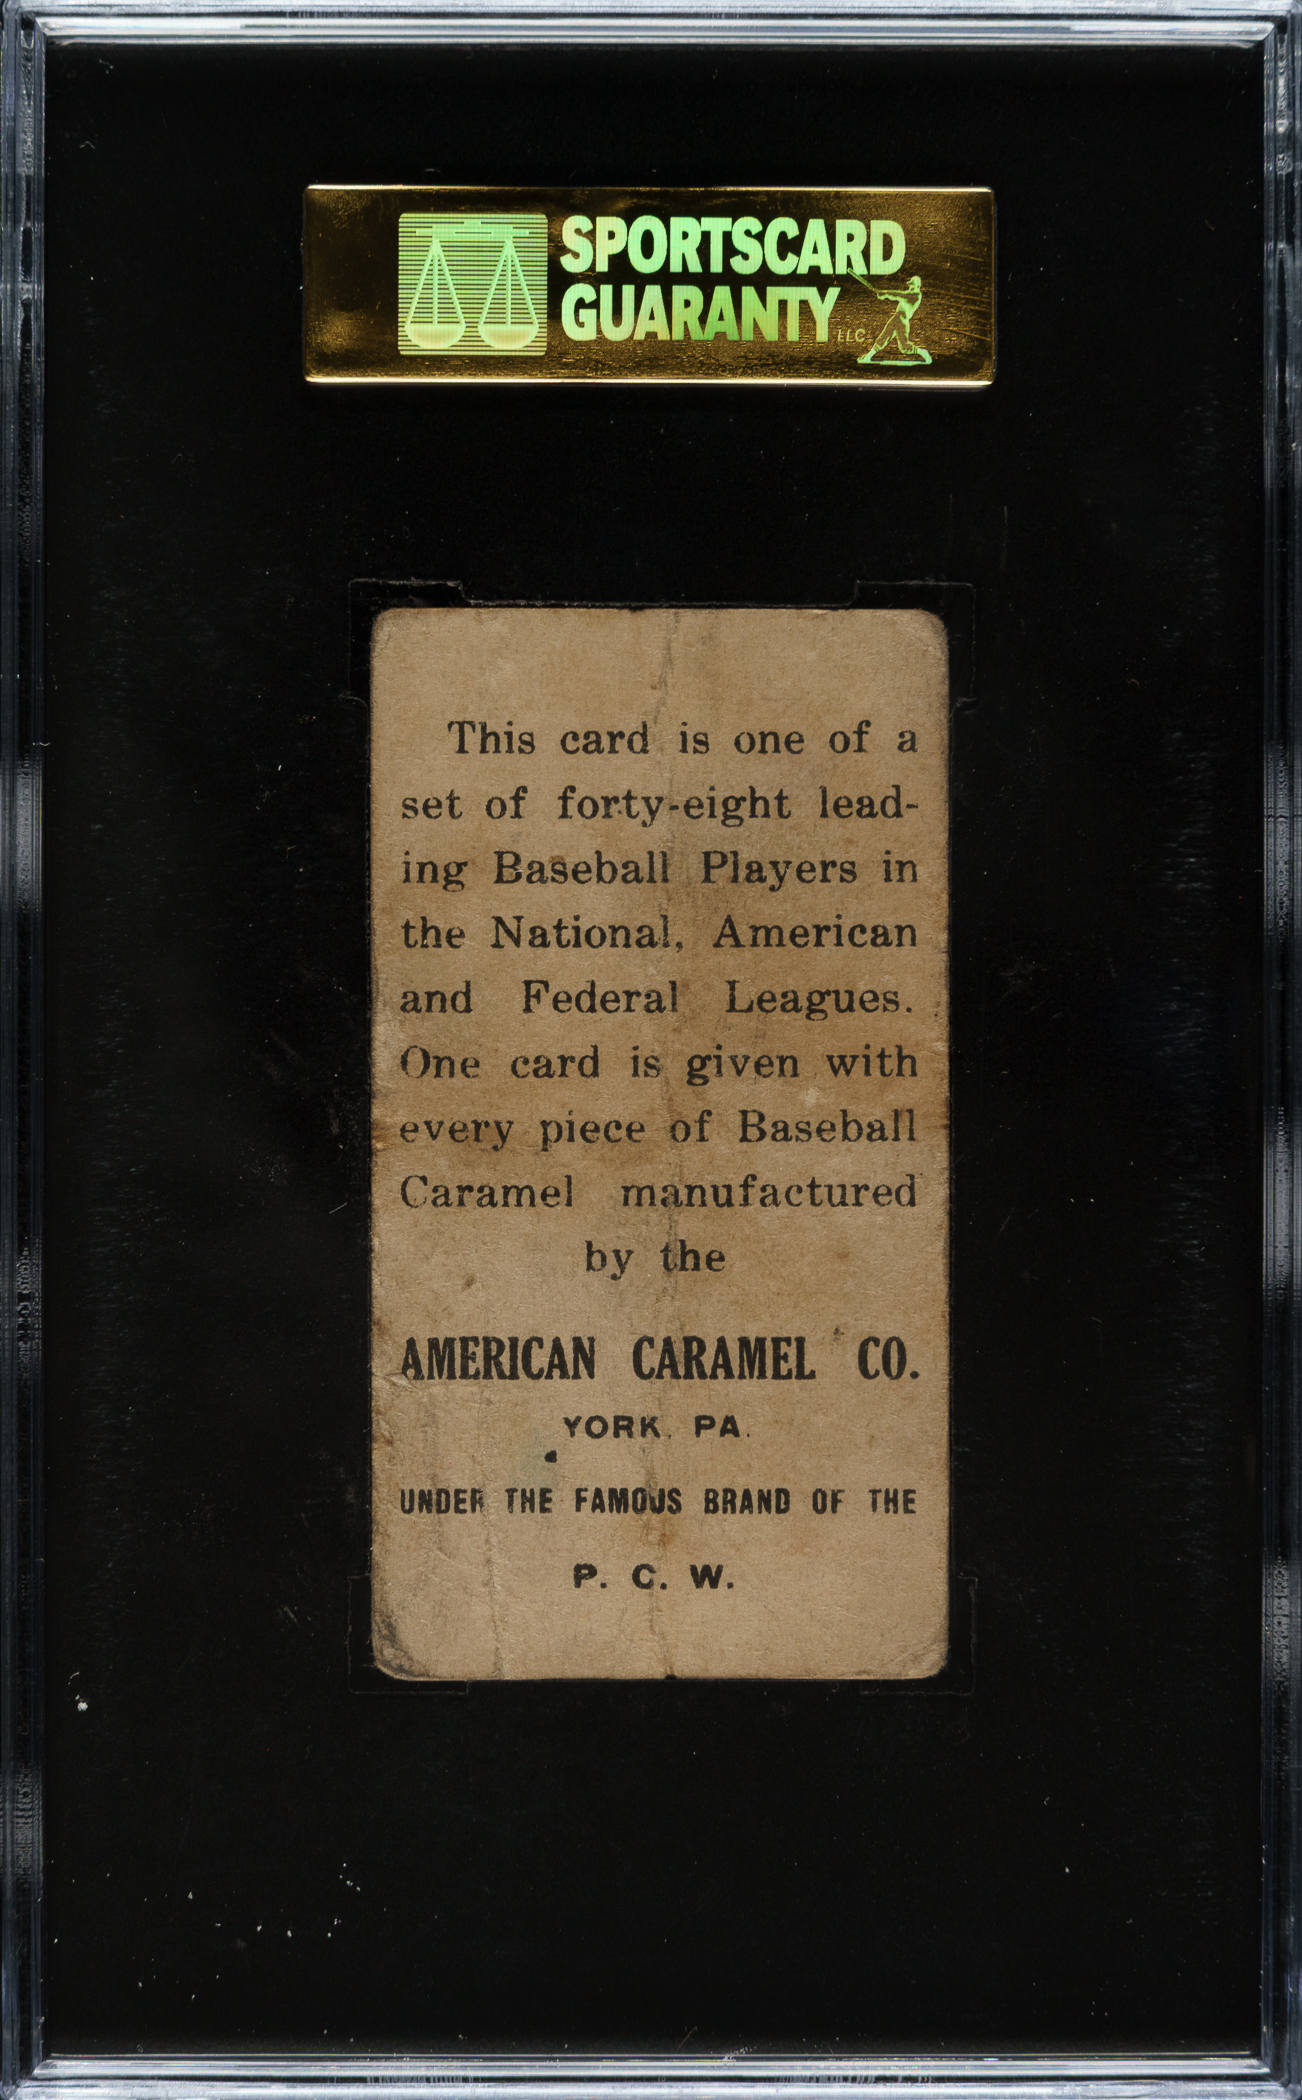 SPORTSCARD
GUARANTY LLC
This card is one of a
set of forty-eight lead-
ing Baseball Players in
the National, American
and Federal Leagues.
One card is given with
every piece of Baseball
Caramel manufactured
by the
AMERICAN CARAMEL CO.
YORK, PA.
UNDER THE FAMOUS BRAND OF THE
P. C. W.